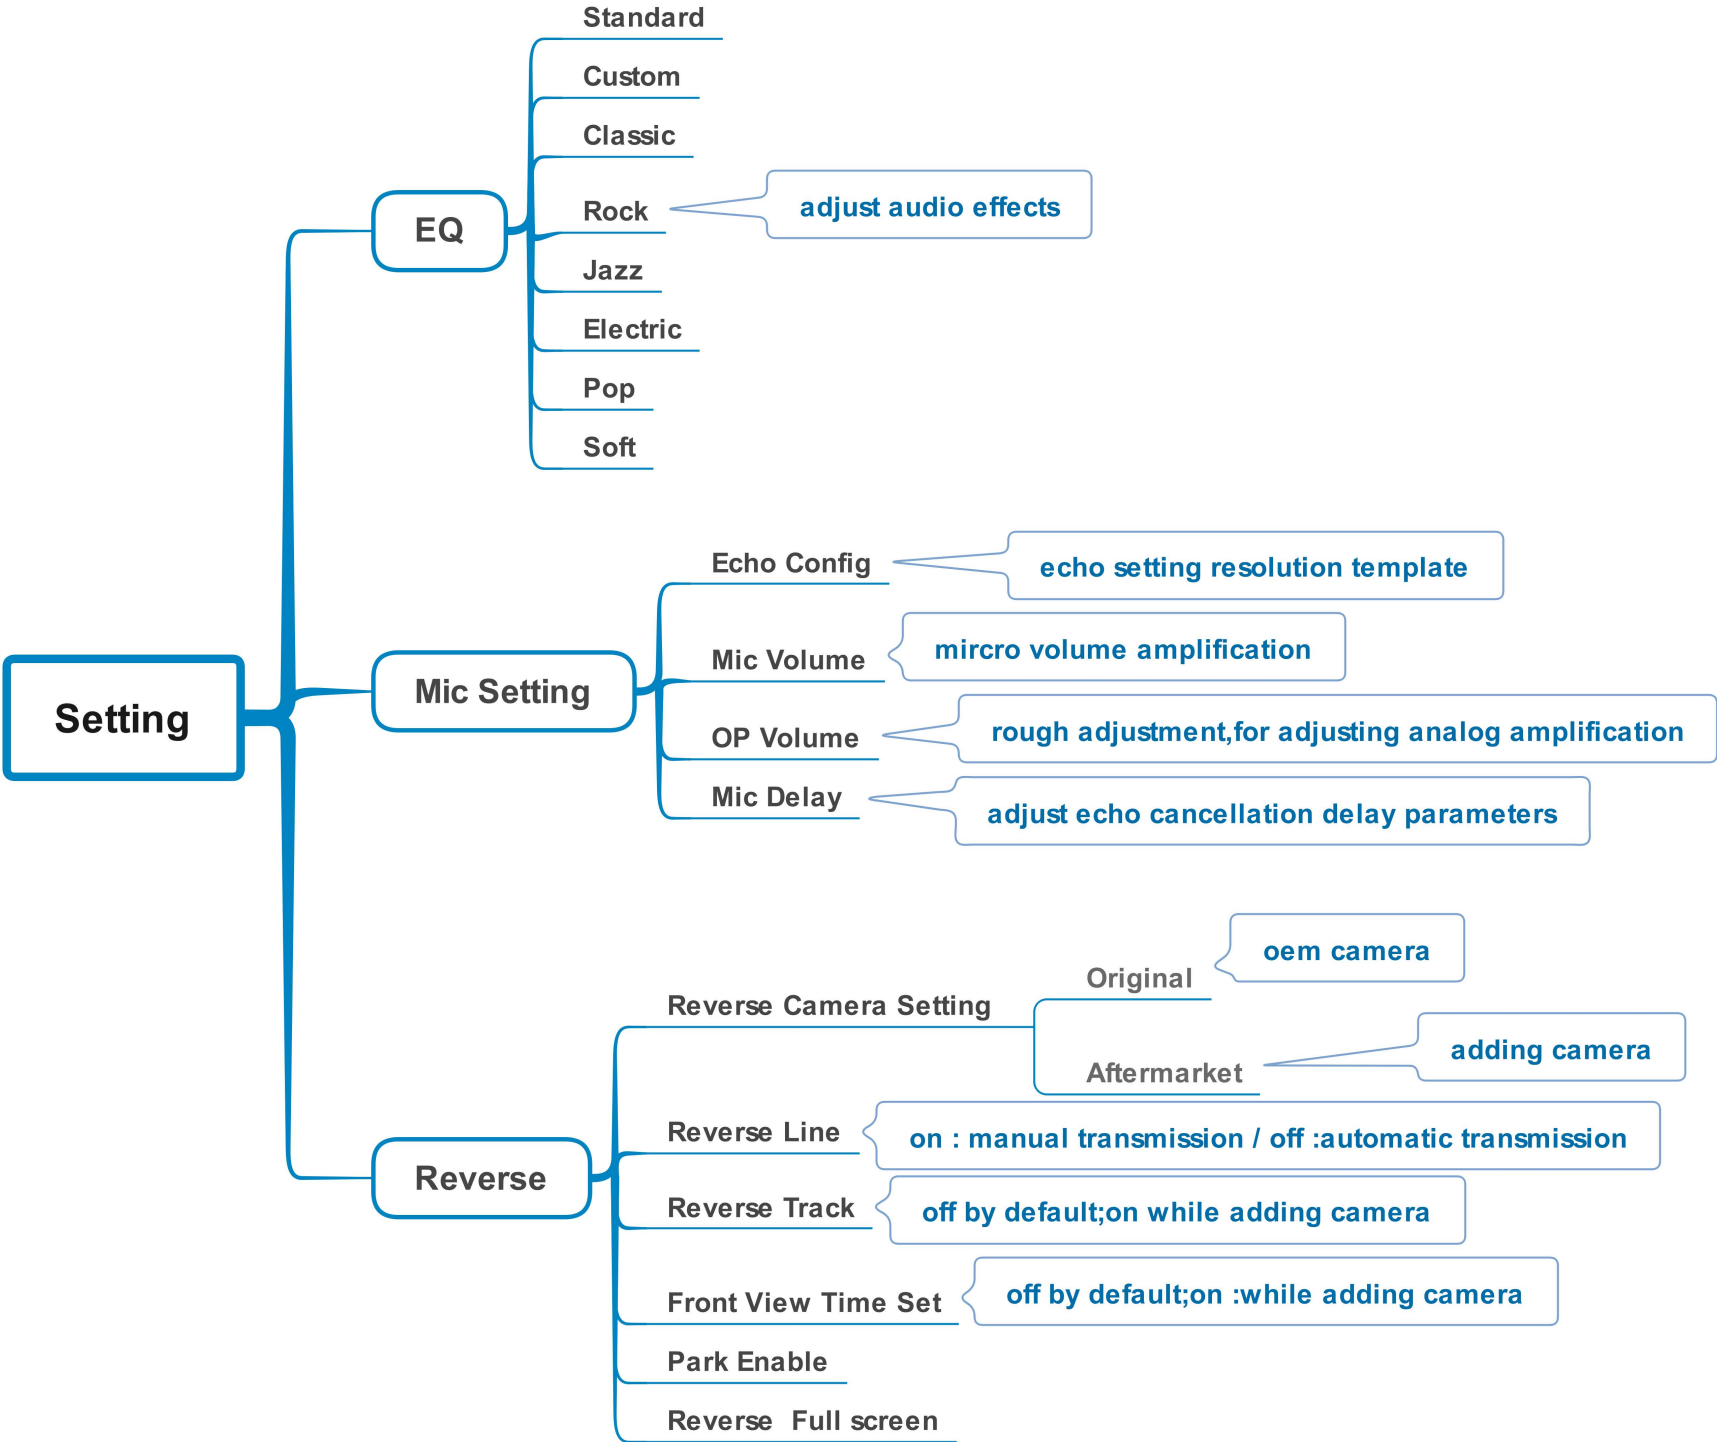 Standard
Custom
Classic
Rock
adjust audio effects
EQ
Jazz
Electric
Pop
Soft
Echo Config
echo setting resolution template
Mic Volume
mircro volume amplification
Mic Setting
OP Volume
rough adjustment,for adjusting analog amplification
Mic Delay
adjust echo cancellation delay parameters
Setting
Reverse Camera Setting
Original
oem camera
Aftermarket
adding camera
Reverse Line
on : manual transmission / off :automatic transmission
Reverse
Reverse Track
off by default;on while adding camera
Front View Time Set
off by default;on :while adding camera
Park Enable
Reverse  Full screen